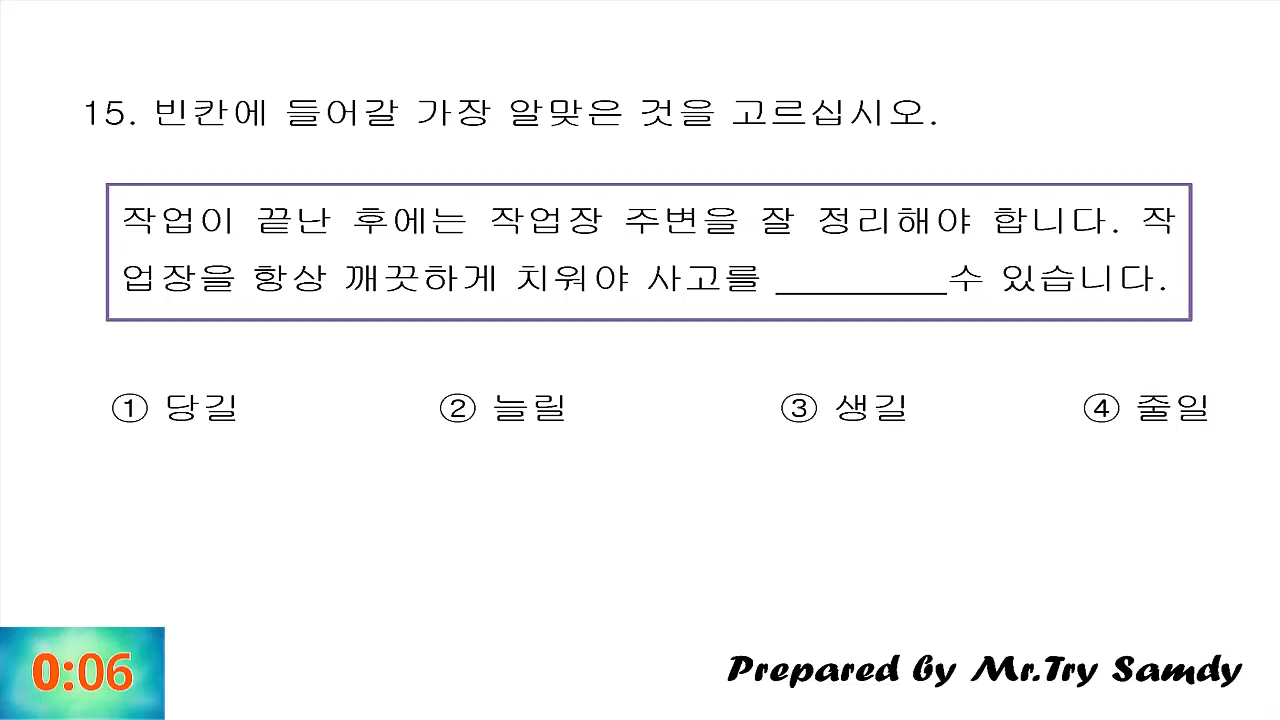 15. 빈칸에 들어갈 가장 알맞은 것을 고르십시오.
작업이 끝난 후에는 작업장 주변을 잘 정리해야 합니다. 작
업장을 항상 깨끗하게 치워야 사고를 __________수 있습니다.
① 당길 ② 늘릴 ③ 생길 ④ 줄일
0:06
Prepared by Mr.Try Samdy